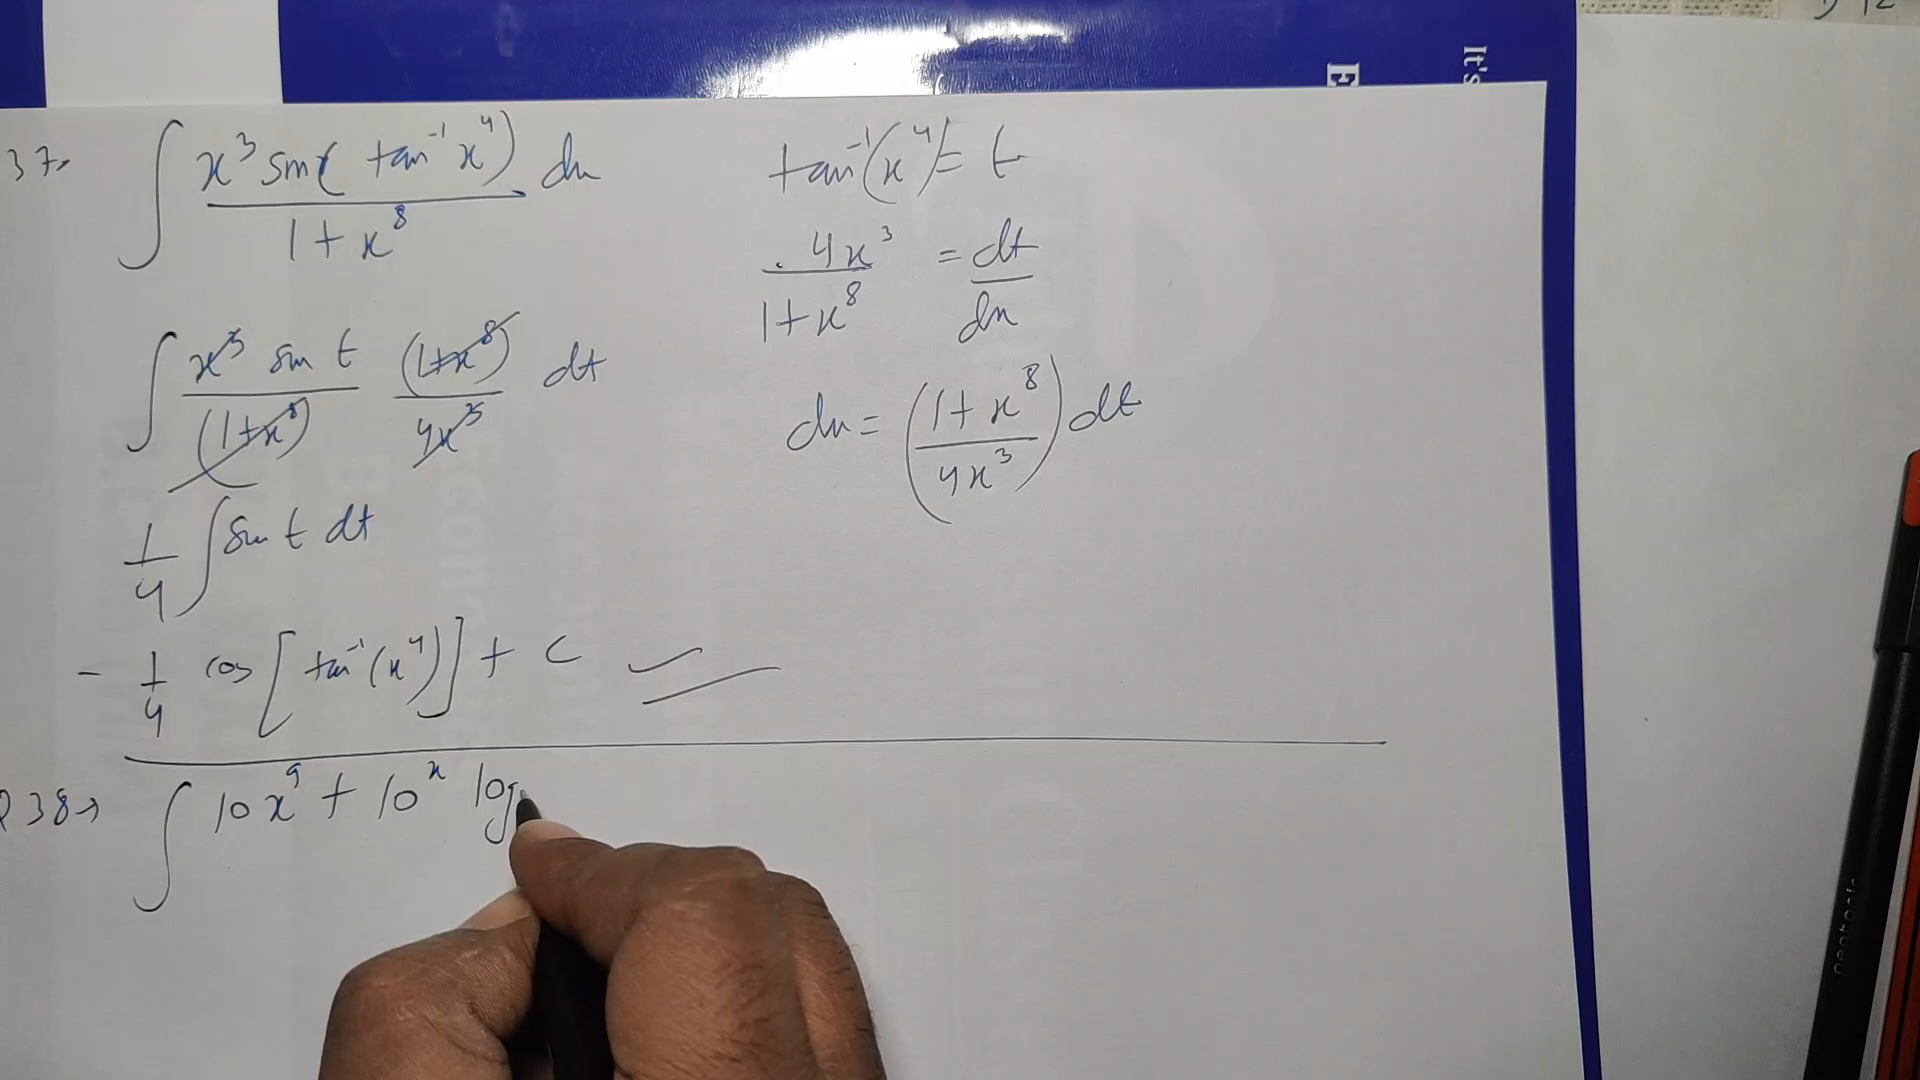 It's
E
12
37, ∫ x³ sin( tan⁻¹ x⁴) / 1 + x⁸ dx
tan⁻¹(x⁴) = t
4x³ / 1 + x⁸ = dt / dx
∫ x³ sin t / (1+x⁸) (1+x⁸) / 4x³ dt
dx = (1 + x⁸ / 4x³) dt
1/4 ∫ sin t dt
- 1/4 cos [ tan⁻¹(x⁴) ] + C
Q 38, ∫ 10x⁹ + 10ˣ log